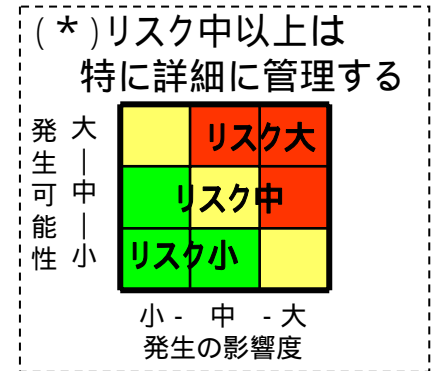 (*)リスク中以上は
特に詳細に管理する
発生可能性
大－中－小
リスク大
リスク中
リスク小
小 - 中 - 大
発生の影響度